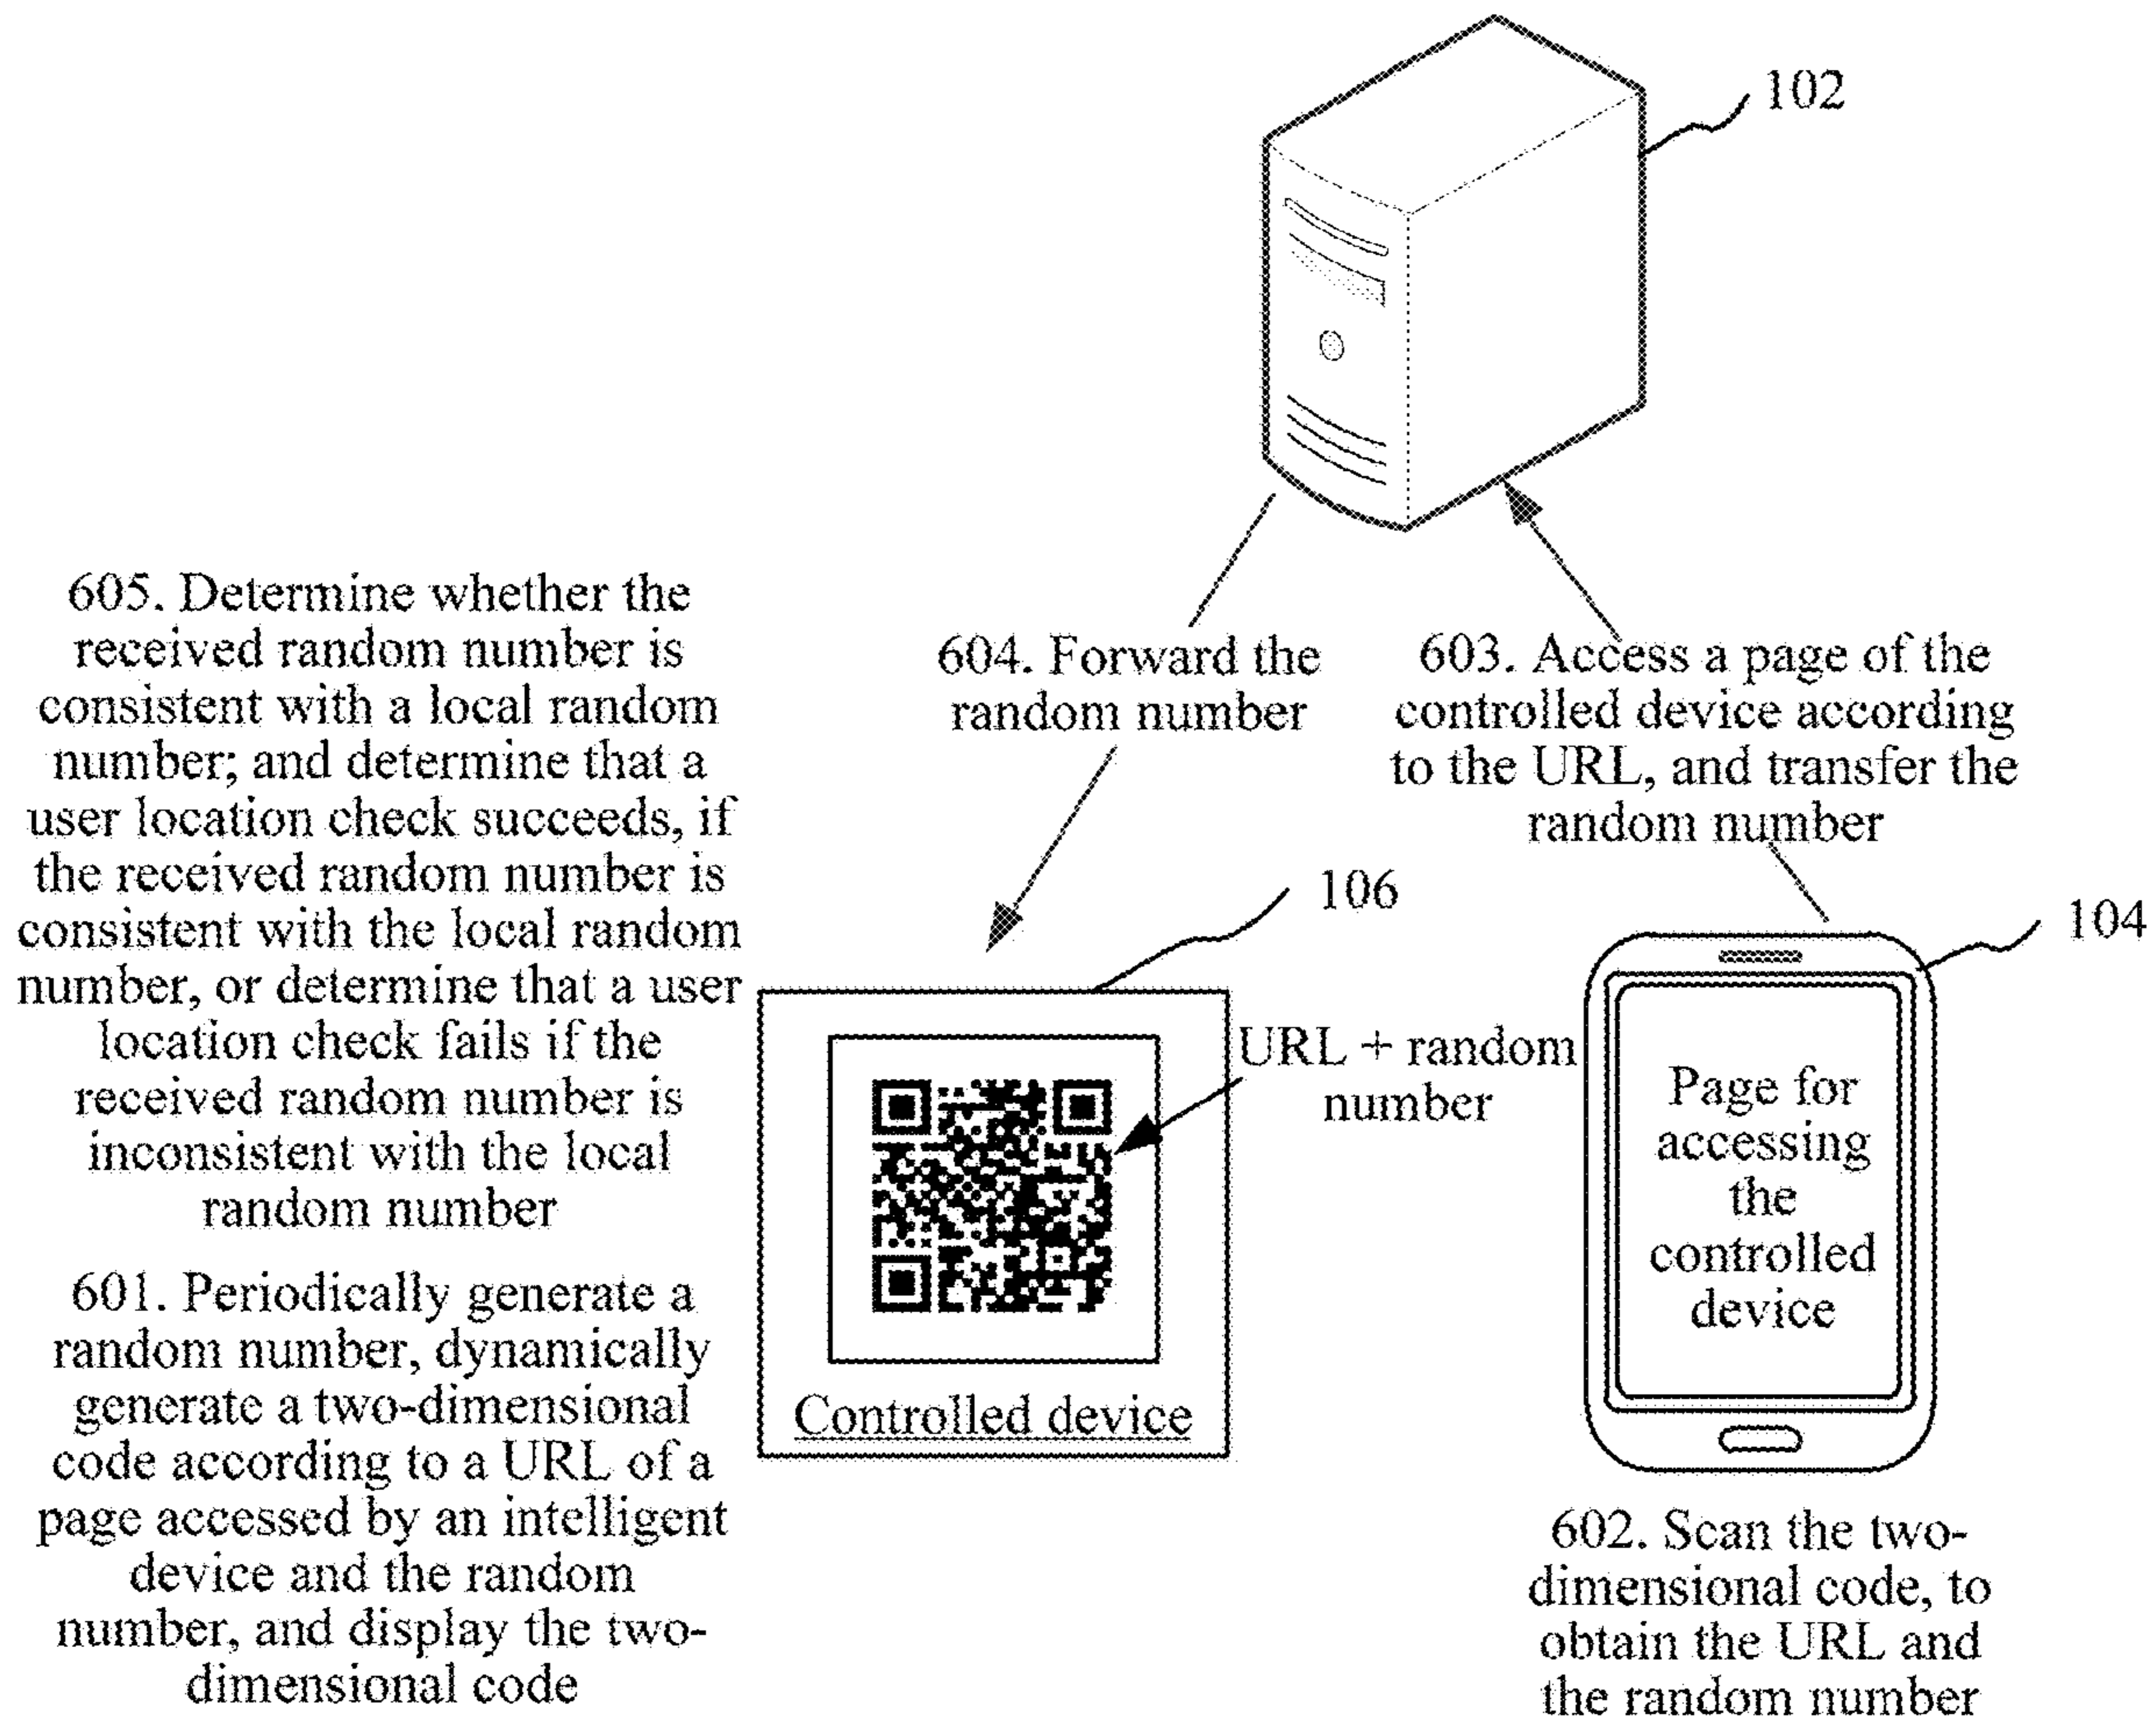 102
605. Determine whether the
received random number is
consistent with a local random
number; and determine that a
user location check succeeds, if
the received random number is
consistent with the local random
number, or determine that a user
location check fails if the
received random number is
inconsistent with the local
random number
604. Forward the
random number
603. Access a page of the
controlled device according
to the URL, and transfer the
random number
106
104
URL + random
number
Page for
accessing
the
controlled
device
Controlled device
601. Periodically generate a
random number, dynamically
generate a two-dimensional
code according to a URL of a
page accessed by an intelligent
device and the random
number, and display the two-
dimensional code
602. Scan the two-
dimensional code, to
obtain the URL and
the random number